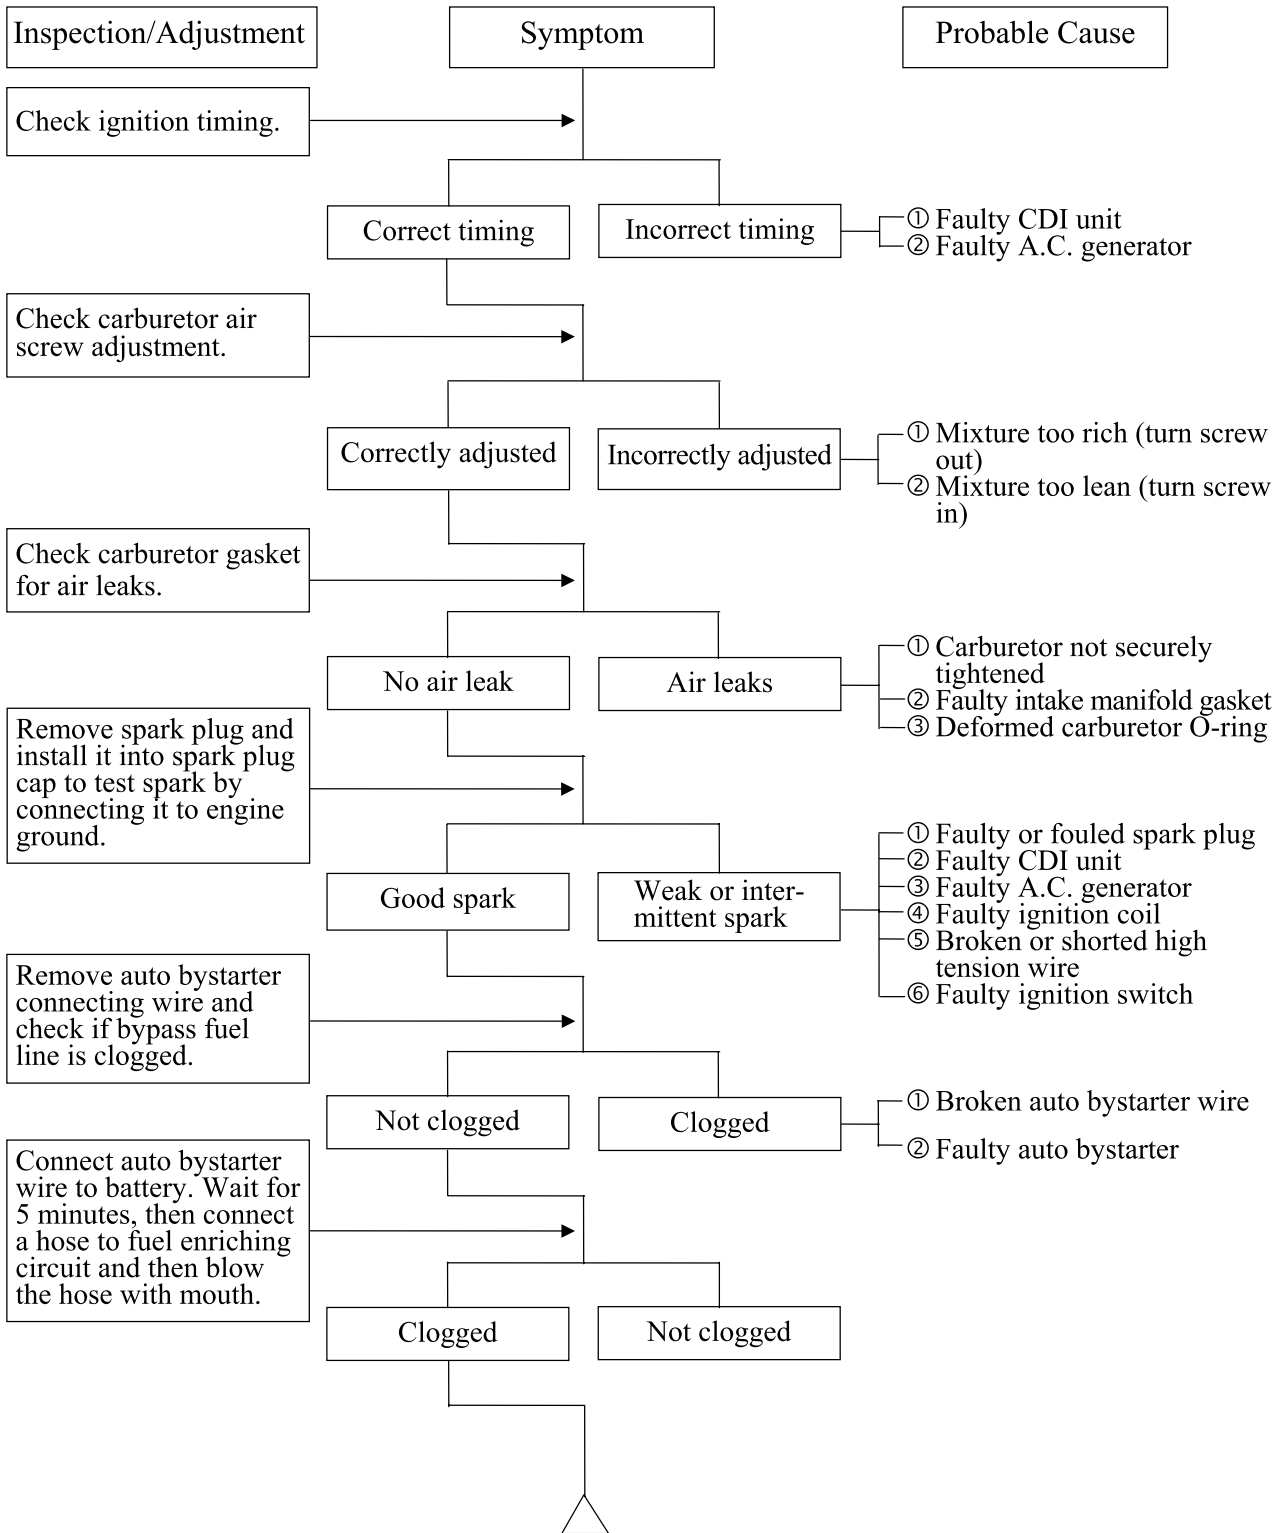 Inspection/Adjustment
Symptom
Probable Cause
Check ignition timing.
Correct timing
Incorrect timing
① Faulty CDI unit
② Faulty A.C. generator
Check carburetor air
screw adjustment.
Correctly adjusted
Incorrectly adjusted
① Mixture too rich (turn screw
out)
② Mixture too lean (turn screw
in)
Check carburetor gasket
for air leaks.
No air leak
Air leaks
① Carburetor not securely
tightened
② Faulty intake manifold gasket
③ Deformed carburetor O-ring
Remove spark plug and
install it into spark plug
cap to test spark by
connecting it to engine
ground.
Good spark
Weak or inter-
mittent spark
① Faulty or fouled spark plug
② Faulty CDI unit
③ Faulty A.C. generator
④ Faulty ignition coil
⑤ Broken or shorted high
tension wire
⑥ Faulty ignition switch
Remove auto bystarter
connecting wire and
check if bypass fuel
line is clogged.
Not clogged
Clogged
① Broken auto bystarter wire
② Faulty auto bystarter
Connect auto bystarter
wire to battery. Wait for
5 minutes, then connect
a hose to fuel enriching
circuit and then blow
the hose with mouth.
Clogged
Not clogged